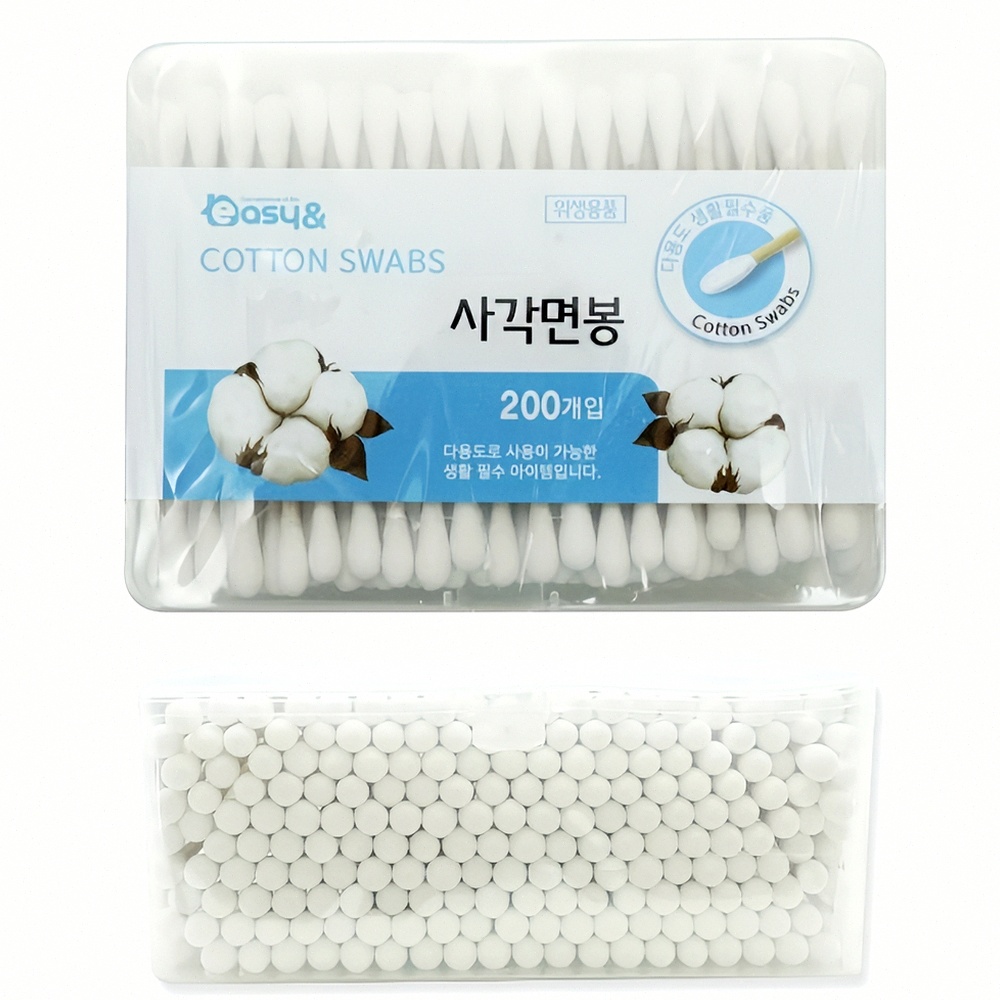 easy&
COTTON SWABS
위생용품
다용도 생활필수품
Cotton Swabs
사각면봉
200개입
다용도로 사용이 가능한
생활 필수 아이템입니다.